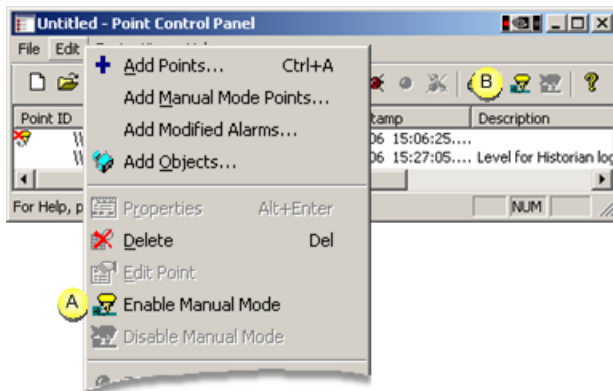 Untitled - Point Control Panel
File Edit
Add Points... Ctrl+A
Add Manual Mode Points...
Add Modified Alarms...
Add Objects...
Properties Alt+Enter
Delete Del
Edit Point
A Enable Manual Mode
Disable Manual Mode
B
Point ID
Description
06 15:06:25....
06 15:27:05.... Level for Historian log
For Help, p
NUM